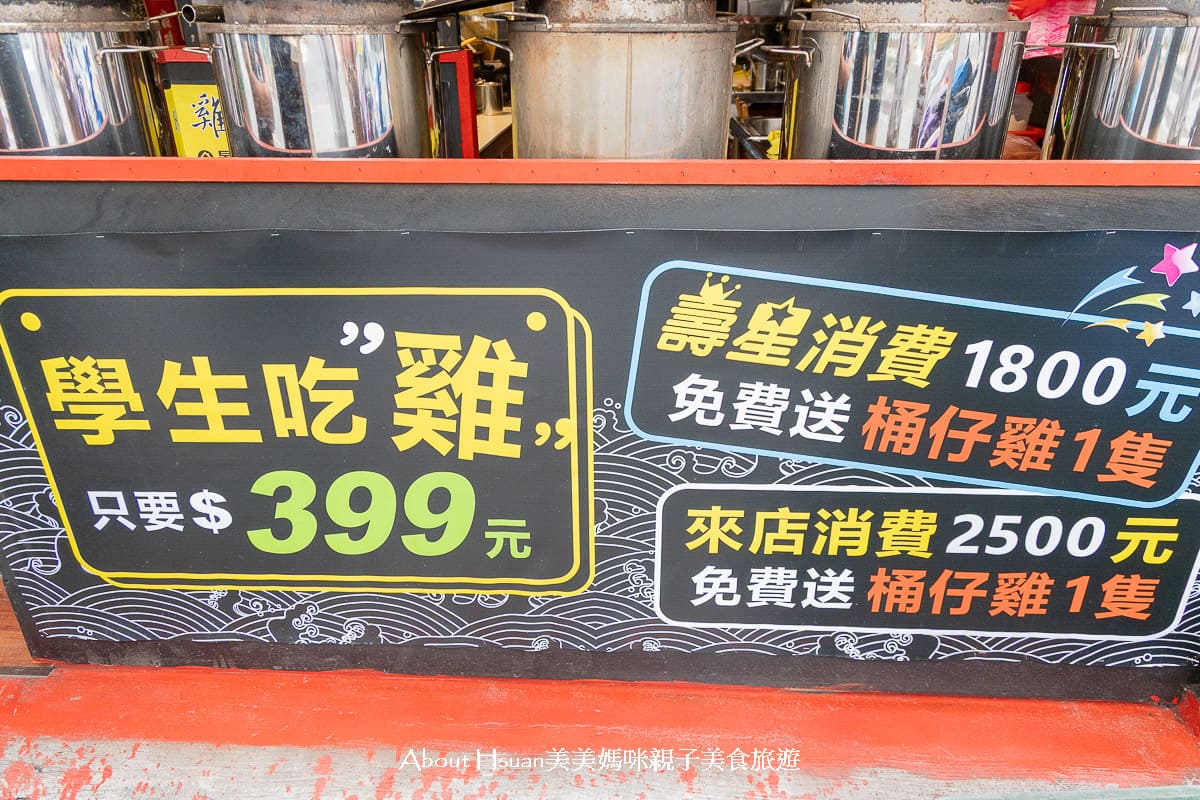 雞
學生吃”雞”
只要$399元
壽星消費1800元
免費送桶仔雞1隻
來店消費2500元
免費送桶仔雞1隻
About Hsuan美美媽咪親子美食旅遊